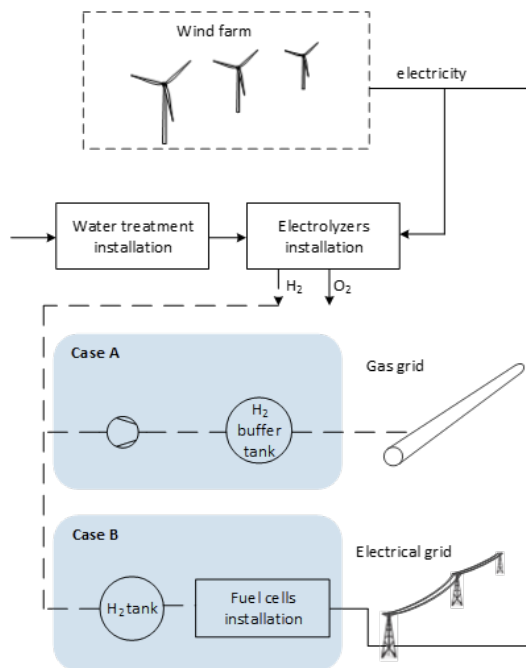 Wind farm
electricity
Water treatment
installation
Electrolyzers
installation
H₂
O₂
Case A
Gas grid
H₂
buffer
tank
Case B
Electrical grid
H₂ tank
Fuel cells
installation